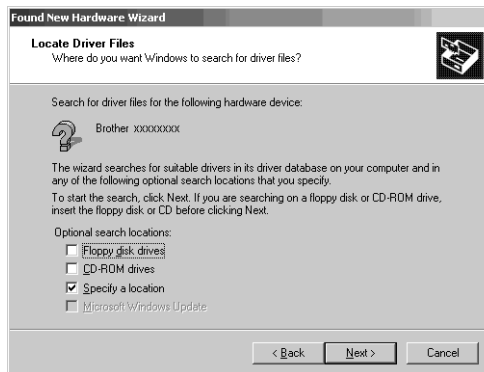 Found New Hardware Wizard
Locate Driver Files
Where do you want Windows to search for driver files?
Search for driver files for the following hardware device:
Brother xxxxxxxx
The wizard searches for suitable drivers in its driver database on your computer and in
any of the following optional search locations that you specify.
To start the search, click Next. If you are searching on a floppy disk or CD-ROM drive,
insert the floppy disk or CD before clicking Next.
Optional search locations:
Floppy disk drives
CD-ROM drives
Specify a location
Microsoft Windows Update
< Back Next > Cancel